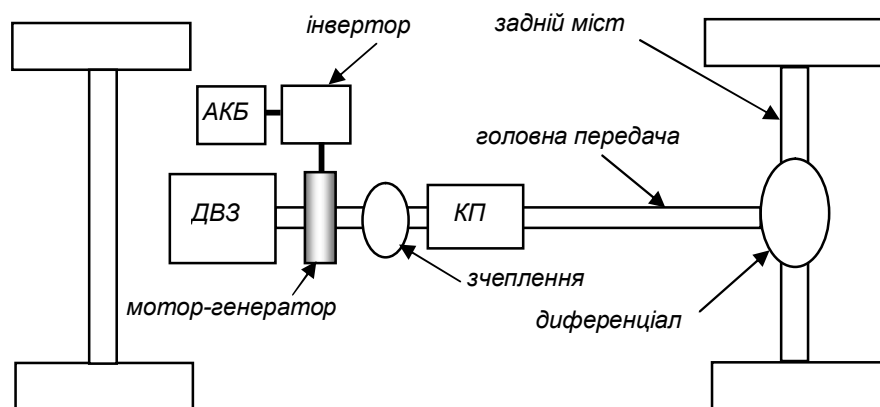 інвертор
задній міст
АКБ
головна передача
ДВЗ
КП
зчеплення
мотор-генератор
диференціал